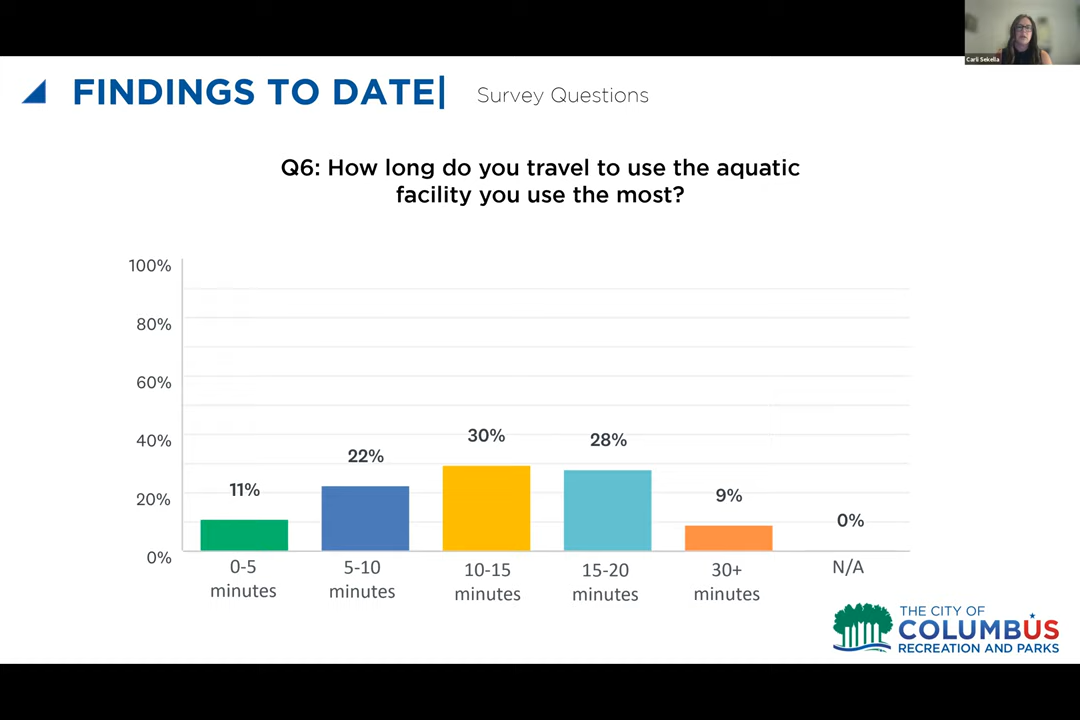 Carli Sekella
FINDINGS TO DATE| Survey Questions
Q6: How long do you travel to use the aquatic
facility you use the most?
100%
80%
60%
40%
20%
0%
11%
22%
30%
28%
9%
0%
0-5
minutes
5-10
minutes
10-15
minutes
15-20
minutes
30+
minutes
N/A
THE CITY OF
COLUMBUS
RECREATION AND PARKS